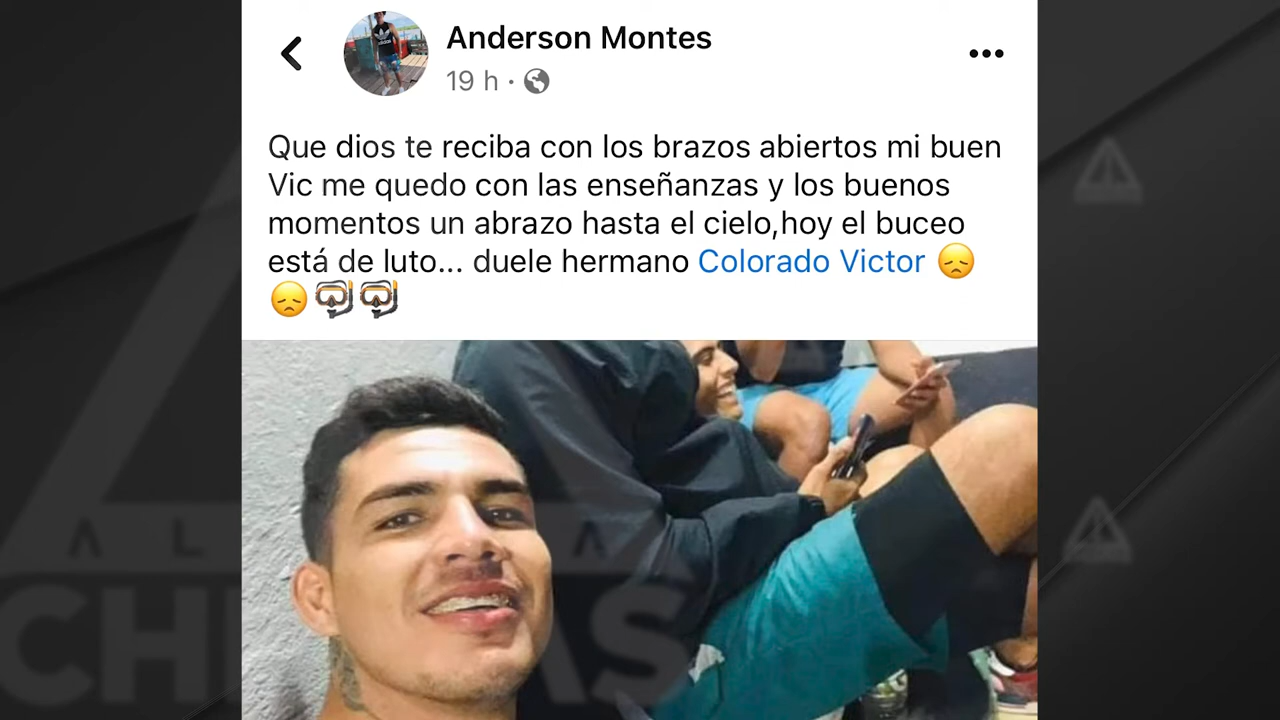 Anderson Montes
19 h ·
Que dios te reciba con los brazos abiertos mi buen
Vic me quedo con las enseñanzas y los buenos
momentos un abrazo hasta el cielo,hoy el buceo
está de luto... duele hermano Colorado Victor 😞
😞🤿🤿